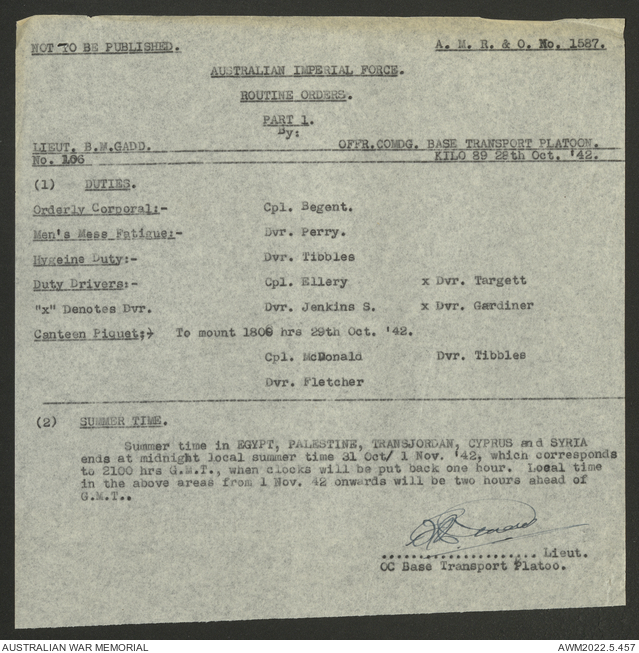 NOT TO BE PUBLISHED. A. M. R. & O. No. 1587.
AUSTRALIAN IMPERIAL FORCE.
ROUTINE ORDERS.
PART 1.
By:
LIEUT. B.M.GADD. OFFR.COMDG. BASE TRANSPORT PLATOON.
No. 106 KILO 89 28th Oct. '42.
(1) DUTIES.
Orderly Corporal:- Cpl. Begent.
Men's Mess Fatigue:- Dvr. Perry.
Hygeine Duty:- Dvr. Tibbles
Duty Drivers:- Cpl. Ellery x Dvr. Targett
"x" Denotes Dvr. Dvr. Jenkins S. x Dvr. Gardiner
Canteen Piquet:- To mount 1800 hrs 29th Oct. '42.
Cpl. McDonald Dvr. Tibbles
Dvr. Fletcher
(2) SUMMER TIME.
Summer time in EGYPT, PALESTINE, TRANSJORDAN, CYPRUS and SYRIA
ends at midnight local summer time 31 Oct/ 1 Nov. '42, which corresponds
to 2100 hrs G.M.T., when clocks will be put back one hour. Local time
in the above areas from 1 Nov. 42 onwards will be two hours ahead of
G.M.T..
..................... Lieut.
OC Base Transport Platoo.
AUSTRALIAN WAR MEMORIAL AWM2022.5.457